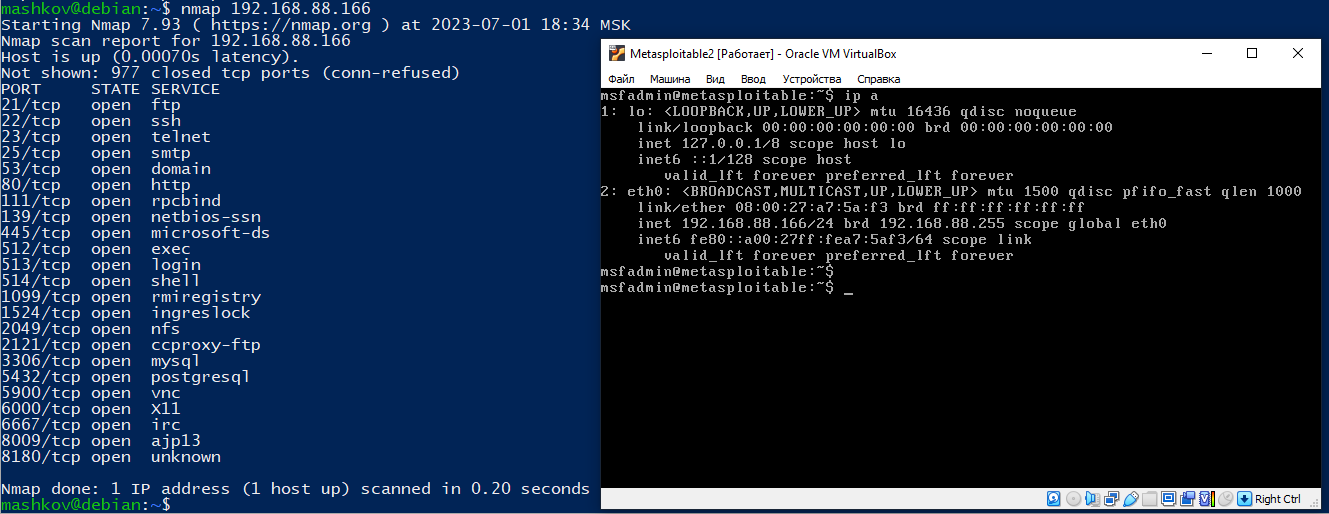 mashkov@debian:~$ nmap 192.168.88.166
Starting Nmap 7.93 ( https://nmap.org ) at 2023-07-01 18:34 MSK
Nmap scan report for 192.168.88.166
Host is up (0.00070s latency).
Not shown: 977 closed tcp ports (conn-refused)
PORT     STATE SERVICE
21/tcp   open  ftp
22/tcp   open  ssh
23/tcp   open  telnet
25/tcp   open  smtp
53/tcp   open  domain
80/tcp   open  http
111/tcp  open  rpcbind
139/tcp  open  netbios-ssn
445/tcp  open  microsoft-ds
512/tcp  open  exec
513/tcp  open  login
514/tcp  open  shell
1099/tcp open  rmiregistry
1524/tcp open  ingreslock
2049/tcp open  nfs
2121/tcp open  ccproxy-ftp
3306/tcp open  mysql
5432/tcp open  postgresql
5900/tcp open  vnc
6000/tcp open  X11
6667/tcp open  irc
8009/tcp open  ajp13
8180/tcp open  unknown
Nmap done: 1 IP address (1 host up) scanned in 0.20 seconds
mashkov@debian:~$
Metasploitable2 [Работает] - Oracle VM VirtualBox
Файл Машина Вид Ввод Устройства Справка
msfadmin@metasploitable:~$ ip a
1: lo: <LOOPBACK,UP,LOWER_UP> mtu 16436 qdisc noqueue
    link/loopback 00:00:00:00:00:00 brd 00:00:00:00:00:00
    inet 127.0.0.1/8 scope host lo
    inet6 ::1/128 scope host
       valid_lft forever preferred_lft forever
2: eth0: <BROADCAST,MULTICAST,UP,LOWER_UP> mtu 1500 qdisc pfifo_fast qlen 1000
    link/ether 08:00:27:a7:5a:f3 brd ff:ff:ff:ff:ff:ff
    inet 192.168.88.166/24 brd 192.168.88.255 scope global eth0
    inet6 fe80::a00:27ff:fea7:5af3/64 scope link
       valid_lft forever preferred_lft forever
msfadmin@metasploitable:~$
msfadmin@metasploitable:~$ _
Right Ctrl